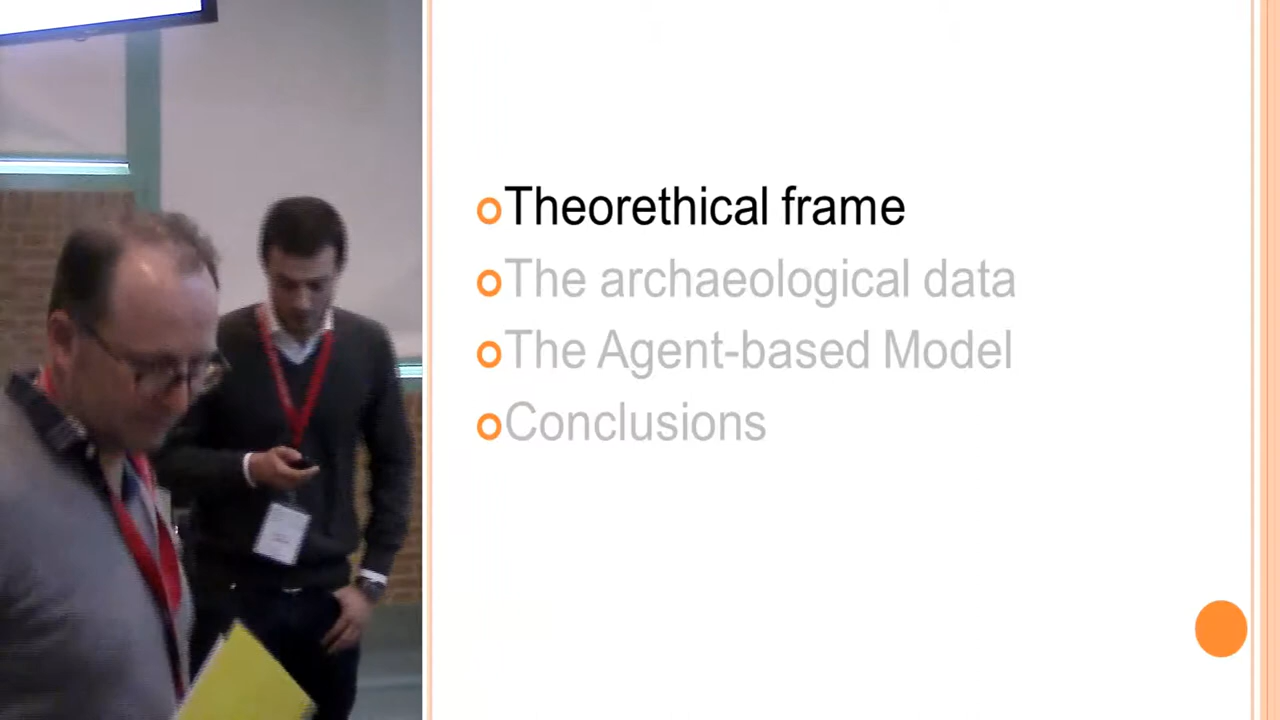 Theorethical frame
The archaeological data
The Agent-based Model
Conclusions